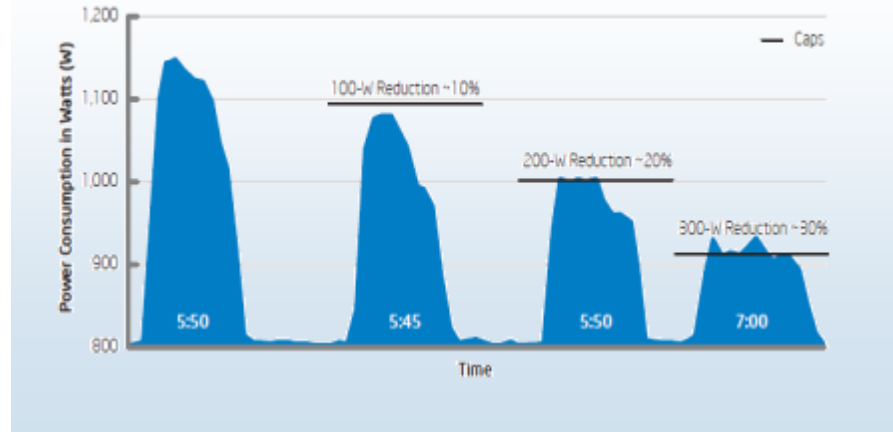 1,200
Caps
Power Consumption in Watts (W)
100-W Reduction ~10%
1,100
200-W Reduction ~20%
1,000
300-W Reduction ~30%
900
5:50
5:45
5:50
7:00
800
Time